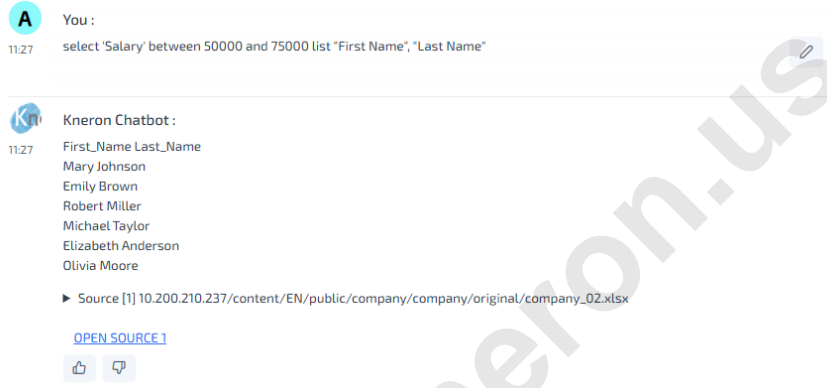 A
You :
11:27
select 'Salary' between 50000 and 75000 list "First Name", "Last Name"
Kn
Kneron Chatbot :
11:27
First_Name Last_Name
Mary Johnson
Emily Brown
Robert Miller
Michael Taylor
Elizabeth Anderson
Olivia Moore
▶ Source [1] 10.200.210.237/content/EN/public/company/company/original/company_02.xlsx
OPEN SOURCE 1
neron.us